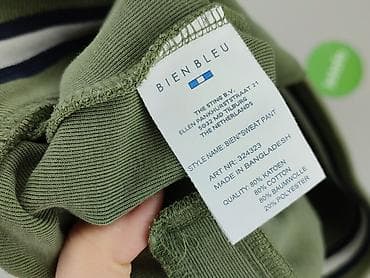 BIEN BLEU
THE STING B.V.
ELLEN PANKHURSTSTRAAT 21
5032 MD TILBURG
THE NETHERLANDS
STYLE NAME: BIEN*SWEAT PANT
ART NR: 324323
MADE IN BANGLADESH
QUALITY: 80% KATOEN
80% COTTON
80% BAUMWOLLE
20% POLYESTER